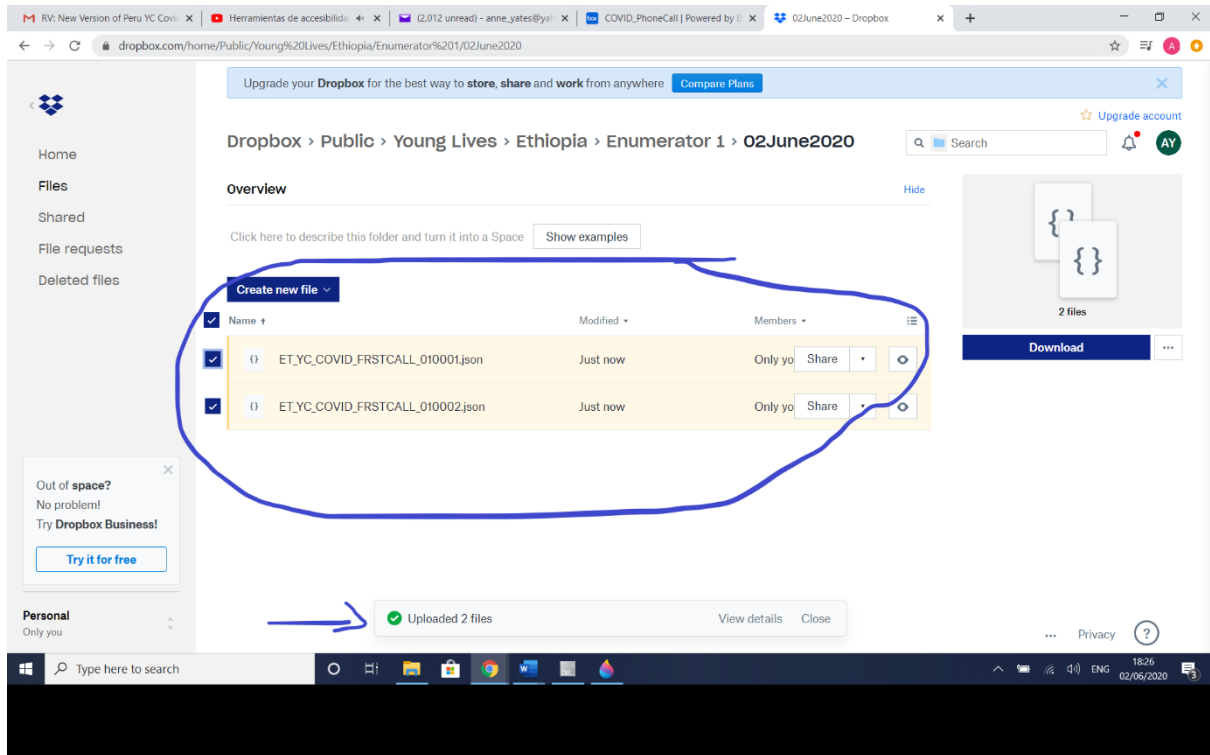 RV: New Version of Peru YC Covic
Herramientas de accesibilida
(2,012 unread) - anne_yates@yah
COVID_PhoneCall | Powered by B
02June2020 – Dropbox
dropbox.com/home/Public/Young%20Lives/Ethiopia/Enumerator%201/02June2020
A
Upgrade your Dropbox for the best way to store, share and work from anywhere Compare Plans
Upgrade account
Dropbox > Public > Young Lives > Ethiopia > Enumerator 1 > 02June2020
Search
AY
Home
Files
Shared
File requests
Deleted files
Overview
Hide
Click here to describe this folder and turn it into a Space Show examples
Create new file
Name ↑ Modified Members
{} ET_YC_COVID_FRSTCALL_010001.json Just now Only yo Share
{} ET_YC_COVID_FRSTCALL_010002.json Just now Only yo Share
{ }
{ }
2 files
Download
Out of space?
No problem!
Try Dropbox Business!
Try it for free
Personal
Only you
Uploaded 2 files View details Close
... Privacy ?
Type here to search
ENG
18:26
02/06/2020
3